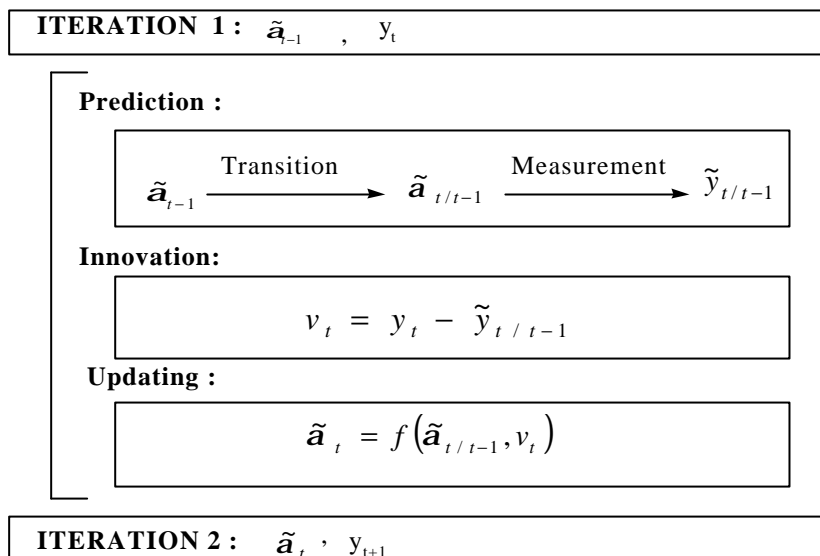 ITERATION 1 : ã_{t-1} , y_t
Prediction :
Transition Measurement
ã_{t-1} ã_{t/t-1} ỹ_{t/t-1}
Innovation:
v_t = y_t − ỹ_{t/t-1}
Updating :
ã_t = f(ã_{t/t-1}, v_t)
ITERATION 2 : ã_t , y_{t+1}